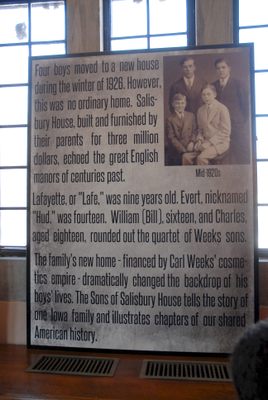 Four boys moved to a new house
during the winter of 1926. However,
this was no ordinary home. Salis-
bury House, built and furnished by
their parents for three million
dollars, echoed the great English
manors of centuries past.
Mid-1920s
Lafayette, or "Lafe," was nine years old. Evert, nicknamed
"Hud," was fourteen. William (Bill), sixteen, and Charles,
aged eighteen, rounded out the quartet of Weeks sons.
The family's new home - financed by Carl Weeks' cosme-
tics empire - dramatically changed the backdrop of his
boys' lives. The Sons of Salisbury House tells the story of
one Iowa family and illustrates chapters of our shared
American history.